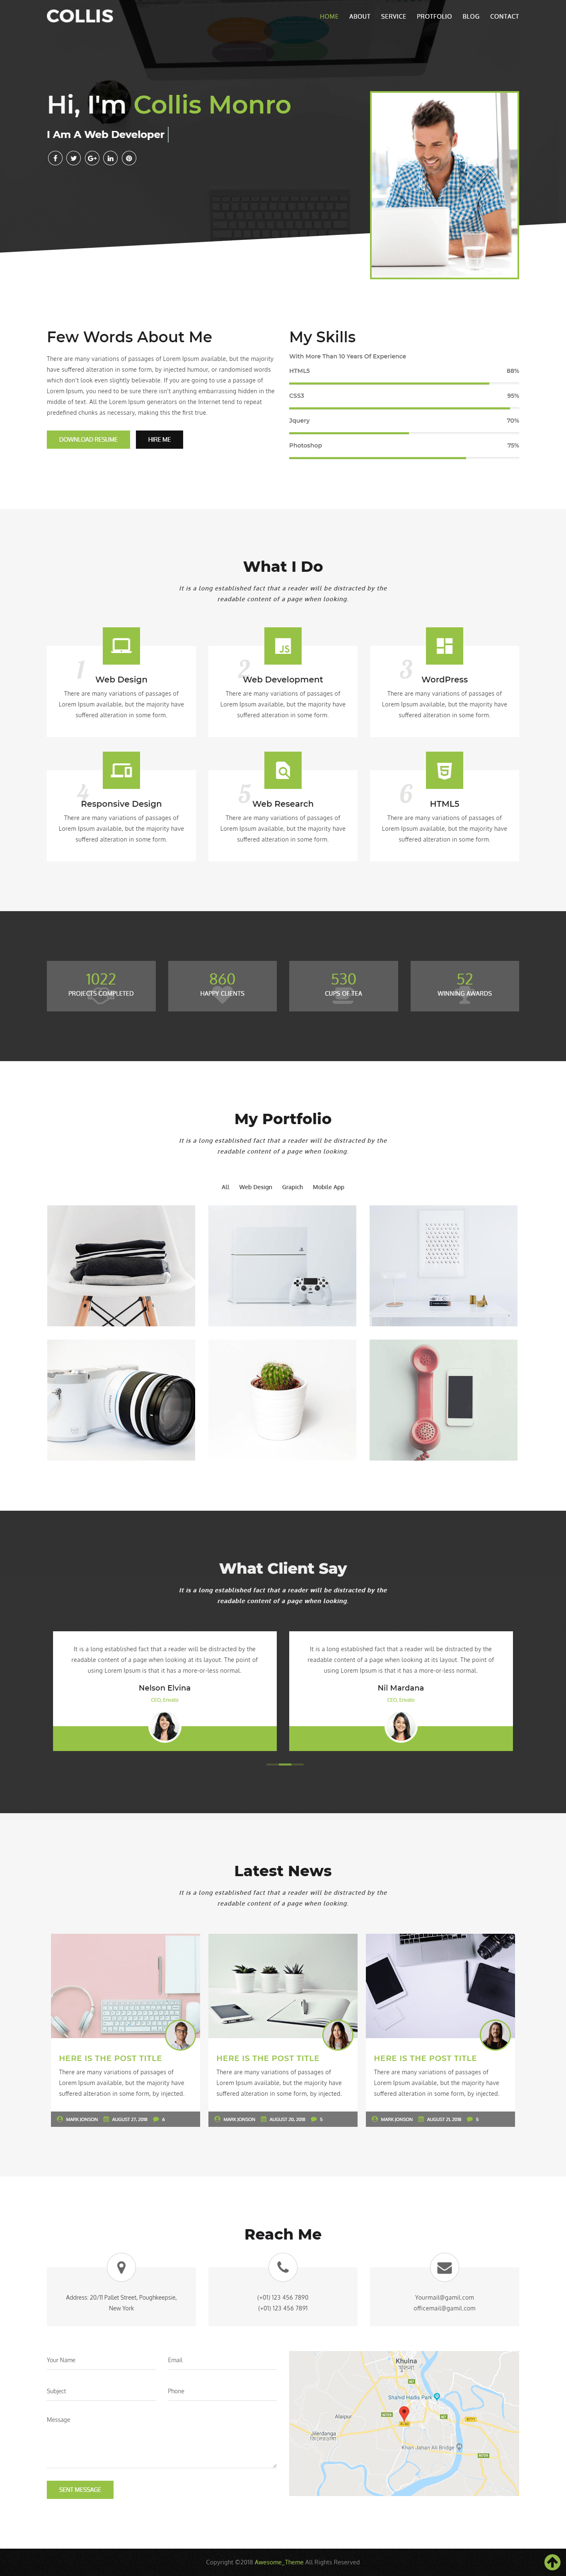 COLLIS
HOME ABOUT SERVICE PROTFOLIO BLOG CONTACT
Hi, I'm Collis Monro
I Am A Web Developer
Few Words About Me
There are many variations of passages of Lorem Ipsum available, but the majority
have suffered alteration in some form, by injected humour, or randomised words
which don't look even slightly believable. If you are going to use a passage of
Lorem Ipsum, you need to be sure there isn't anything embarrassing hidden in the
middle of text. All the Lorem Ipsum generators on the Internet tend to repeat
predefined chunks as necessary, making this the first true.
DOWNLOAD RESUME
HIRE ME
My Skills
With More Than 10 Years Of Experience
HTML5 88%
CSS3 95%
Jquery 70%
Photoshop 75%
What I Do
It is a long established fact that a reader will be distracted by the
readable content of a page when looking.
1
Web Design
There are many variations of passages of
Lorem Ipsum available, but the majority have
suffered alteration in some form.
JS
2
Web Development
There are many variations of passages of
Lorem Ipsum available, but the majority have
suffered alteration in some form.
3
WordPress
There are many variations of passages of
Lorem Ipsum available, but the majority have
suffered alteration in some form.
4
Responsive Design
There are many variations of passages of
Lorem Ipsum available, but the majority have
suffered alteration in some form.
5
Web Research
There are many variations of passages of
Lorem Ipsum available, but the majority have
suffered alteration in some form.
5
6
HTML5
There are many variations of passages of
Lorem Ipsum available, but the majority have
suffered alteration in some form.
1022
PROJECTS COMPLETED
860
HAPPY CLIENTS
530
CUPS OF TEA
52
WINNING AWARDS
My Portfolio
It is a long established fact that a reader will be distracted by the
readable content of a page when looking.
All Web Design Grapich Mobile App
What Client Say
It is a long established fact that a reader will be distracted by the
readable content of a page when looking.
It is a long established fact that a reader will be distracted by the
readable content of a page when looking at its layout. The point of
using Lorem Ipsum is that it has a more-or-less normal.
Nelson Elvina
CEO, Envato
It is a long established fact that a reader will be distracted by the
readable content of a page when looking at its layout. The point of
using Lorem Ipsum is that it has a more-or-less normal.
Nil Mardana
CEO, Envato
Latest News
It is a long established fact that a reader will be distracted by the
readable content of a page when looking.
HERE IS THE POST TITLE
There are many variations of passages of
Lorem Ipsum available, but the majority have
suffered alteration in some form, by injected.
MARK JONSON AUGUST 27, 2018 4
HERE IS THE POST TITLE
There are many variations of passages of
Lorem Ipsum available, but the majority have
suffered alteration in some form, by injected.
MARK JONSON AUGUST 20, 2018 5
HERE IS THE POST TITLE
There are many variations of passages of
Lorem Ipsum available, but the majority have
suffered alteration in some form, by injected.
MARK JONSON AUGUST 21, 2018 5
Reach Me
Address: 20/11 Pallet Street, Poughkeepsie,
New York
(+01) 123 456 7890
(+01) 123 456 7891
Yourmail@gamil.com
officemail@gamil.com
Your Name
Email
Subject
Phone
Message
SENT MESSAGE
Khulna
খুলনা
Shahid Hadis Park
Alaipur
Jilerdanga
Khan Jahan Ali Bridge
Copyright ©2018 Awesome_Theme All Rights Reserved